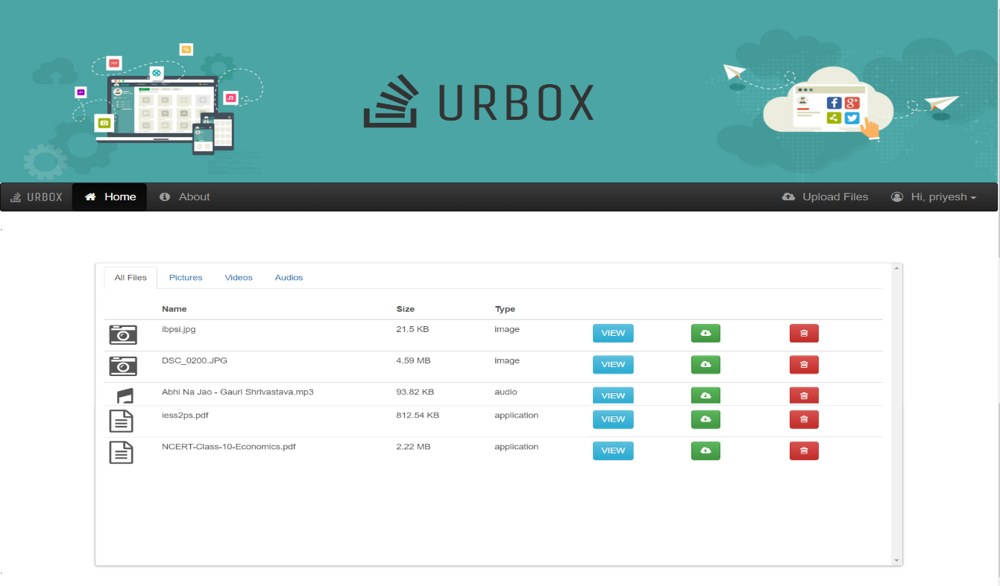 URBOX
URBOX Home About Upload Files Hi, priyesh
.
All Files Pictures Videos Audios
Name Size Type
ibpsi.jpg 21.5 KB image VIEW
DSC_0200.JPG 4.59 MB image VIEW
Abhi Na Jao - Gauri Shrivastava.mp3 93.82 KB audio VIEW
iess2ps.pdf 812.54 KB application VIEW
NCERT-Class-10-Economics.pdf 2.22 MB application VIEW
.